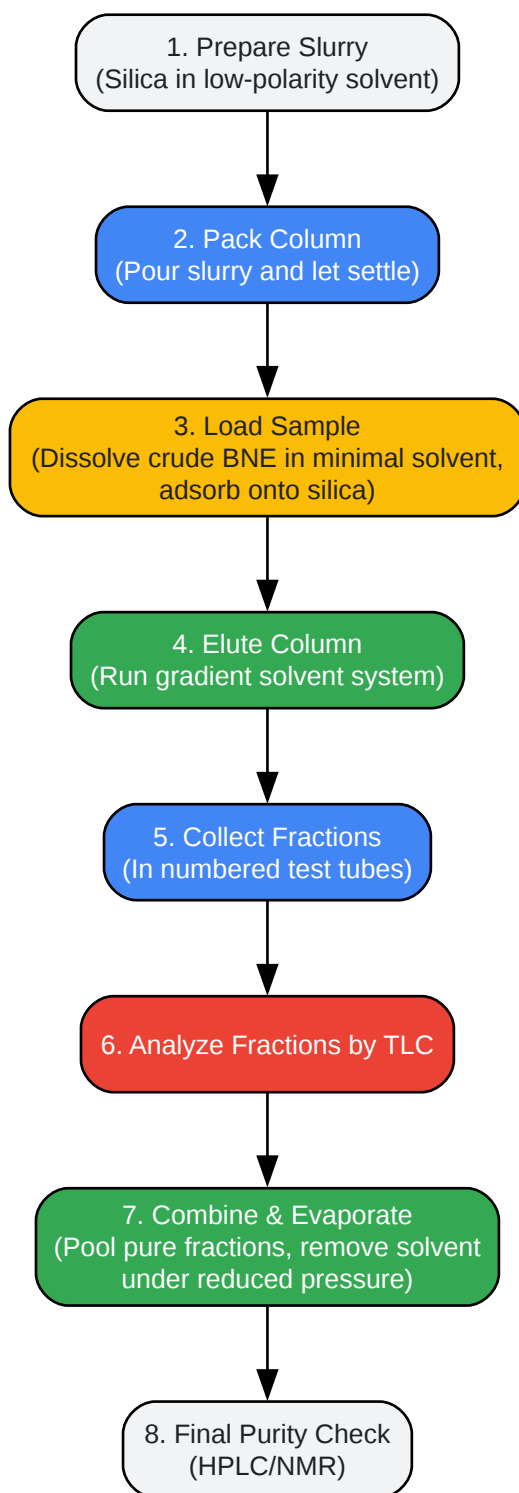 1. Prepare Slurry
(Silica in low-polarity solvent)
2. Pack Column
(Pour slurry and let settle)
3. Load Sample
(Dissolve crude BNE in minimal solvent,
adsorb onto silica)
4. Elute Column
(Run gradient solvent system)
5. Collect Fractions
(In numbered test tubes)
6. Analyze Fractions by TLC
7. Combine & Evaporate
(Pool pure fractions, remove solvent
under reduced pressure)
8. Final Purity Check
(HPLC/NMR)